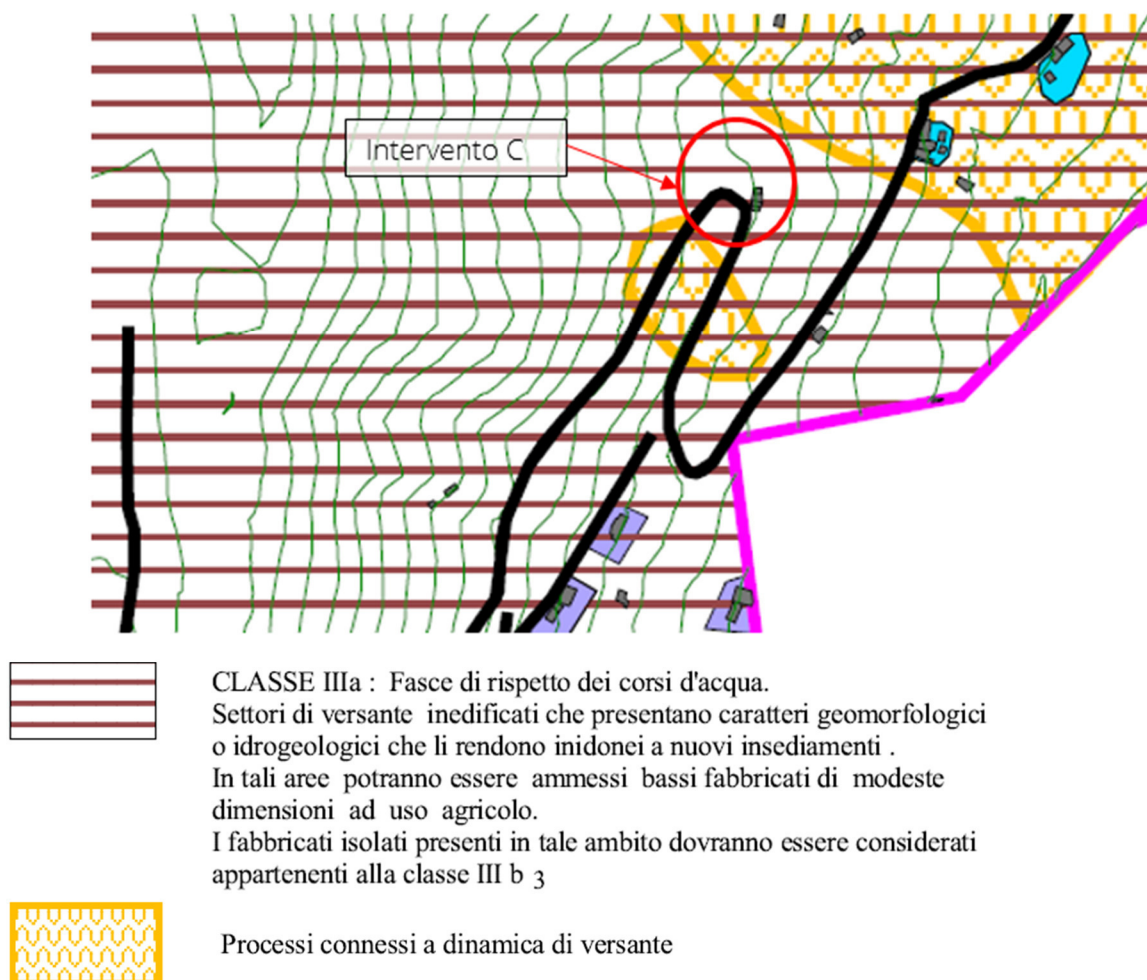 Intervento C
CLASSE IIIa : Fasce di rispetto dei corsi d'acqua.
Settori di versante inedificati che presentano caratteri geomorfologici
o idrogeologici che li rendono inidonei a nuovi insediamenti .
In tali aree potranno essere ammessi bassi fabbricati di modeste
dimensioni ad uso agricolo.
I fabbricati isolati presenti in tale ambito dovranno essere considerati
appartenenti alla classe III b 3
Processi connessi a dinamica di versante